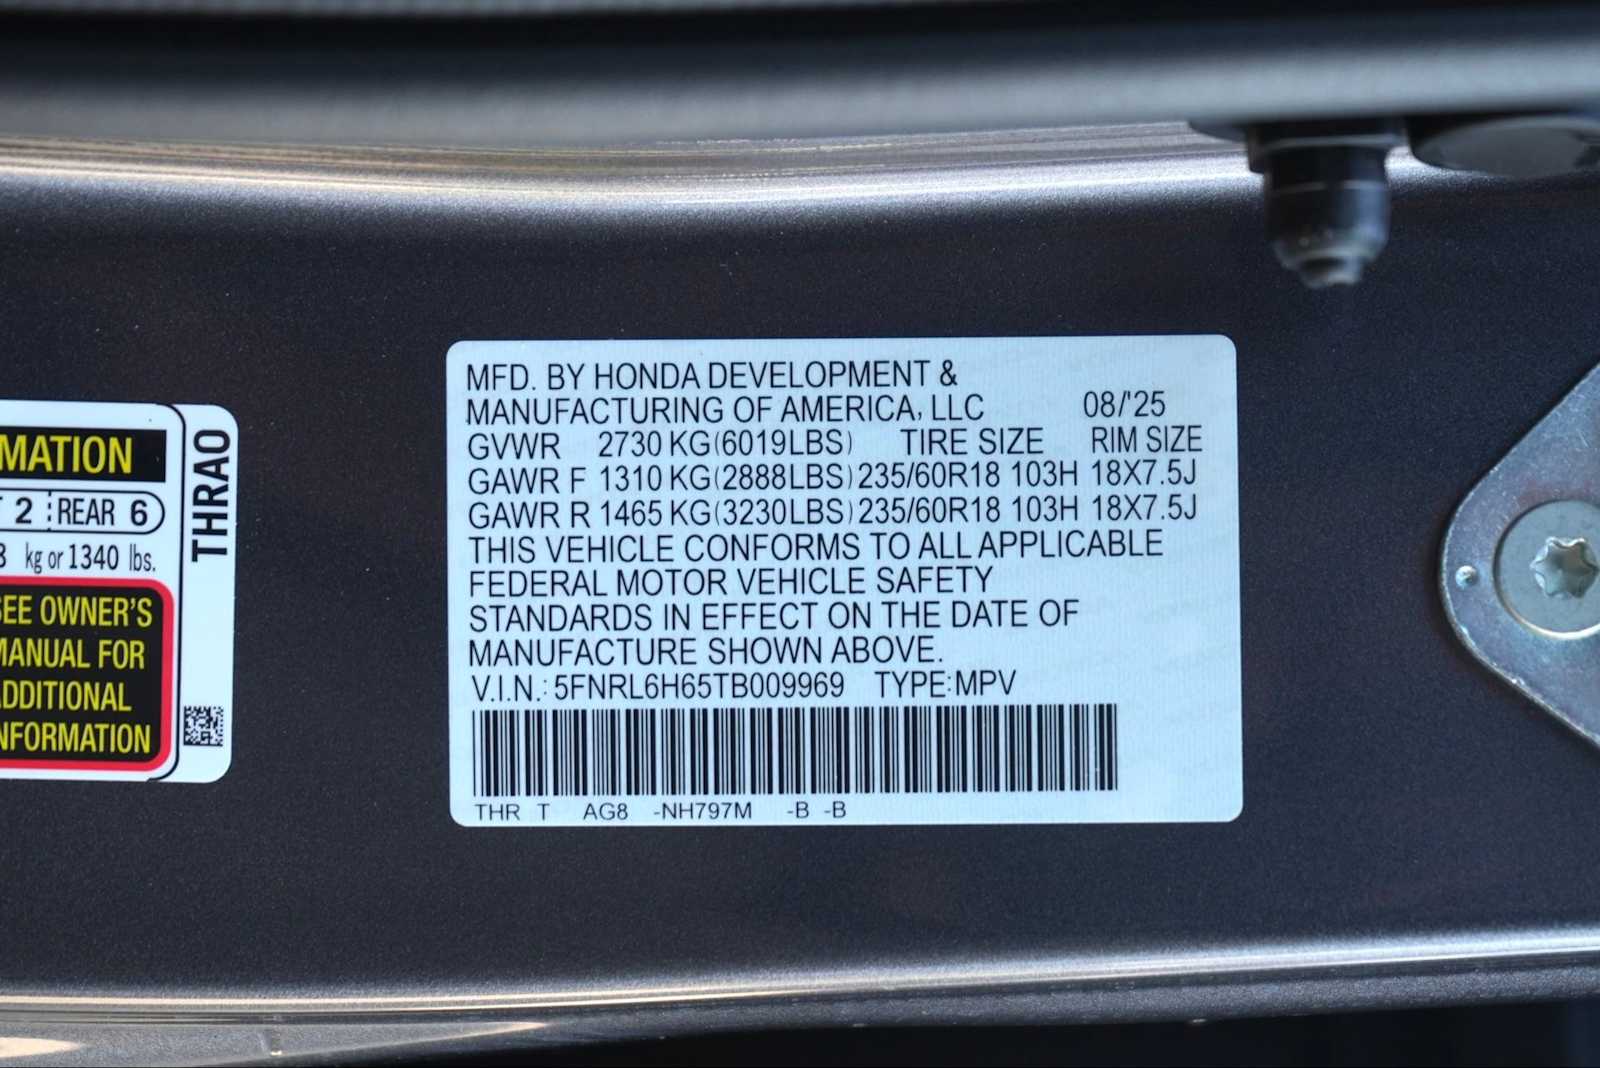 MATION
2 REAR 6
kg or 1340 lbs.
SEE OWNER'S
MANUAL FOR
ADDITIONAL
INFORMATION
THRAO
MFD. BY HONDA DEVELOPMENT &
MANUFACTURING OF AMERICA, LLC 08/'25
GVWR 2730 KG(6019LBS) TIRE SIZE RIM SIZE
GAWR F 1310 KG(2888LBS) 235/60R18 103H 18X7.5J
GAWR R 1465 KG(3230LBS) 235/60R18 103H 18X7.5J
THIS VEHICLE CONFORMS TO ALL APPLICABLE
FEDERAL MOTOR VEHICLE SAFETY
STANDARDS IN EFFECT ON THE DATE OF
MANUFACTURE SHOWN ABOVE.
V.I.N.: 5FNRL6H65TB009969 TYPE:MPV
THR T AG8 -NH797M -B -B